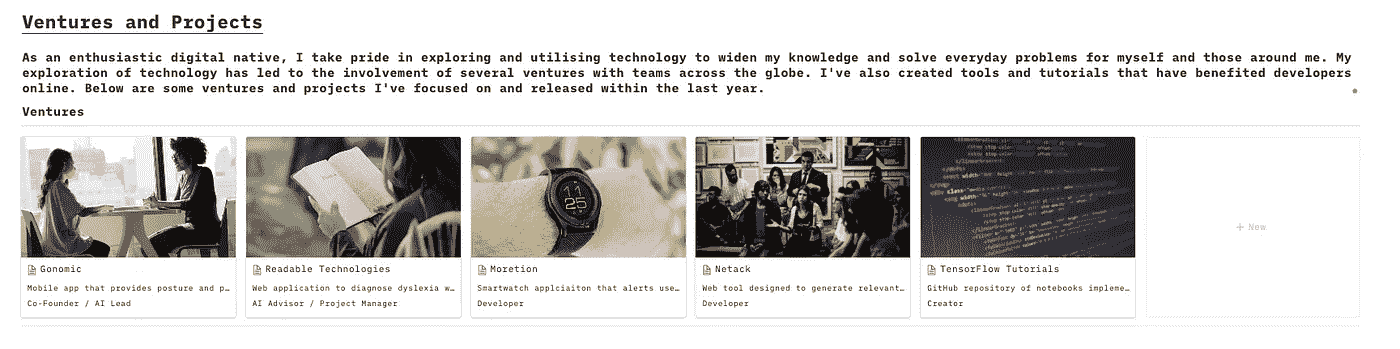 Ventures and Projects
As an enthusiastic digital native, I take pride in exploring and utilising technology to widen my knowledge and solve everyday problems for myself and those around me. My
exploration of technology has led to the involvement of several ventures with teams across the globe. I've also created tools and tutorials that have benefited developers
online. Below are some ventures and projects I've focused on and released within the last year.
Ventures
11
25
+ New
Gonomic
Mobile app that provides posture and p…
Co-Founder / AI Lead
Readable Technologies
Web application to diagnose dyslexia w…
AI Advisor / Project Manager
Moretion
Smartwatch applciaiton that alerts use…
Developer
Netack
Web tool designed to generate relevant…
Developer
TensorFlow Tutorials
GitHub repository of notebooks impleme…
Creator